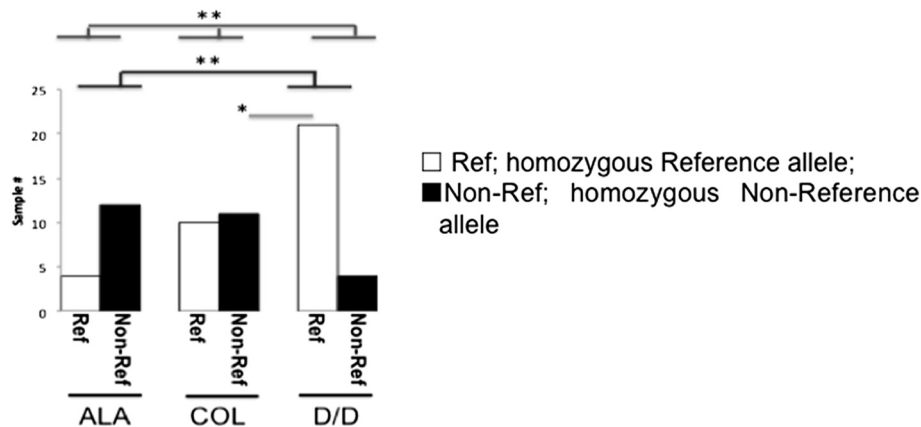 **
**
*
25
20
15
10
5
0
Sample #
Ref
Non-Ref
Ref
Non-Ref
Ref
Non-Ref
ALA COL D/D
Ref; homozygous Reference allele;
Non-Ref; homozygous Non-Reference
allele